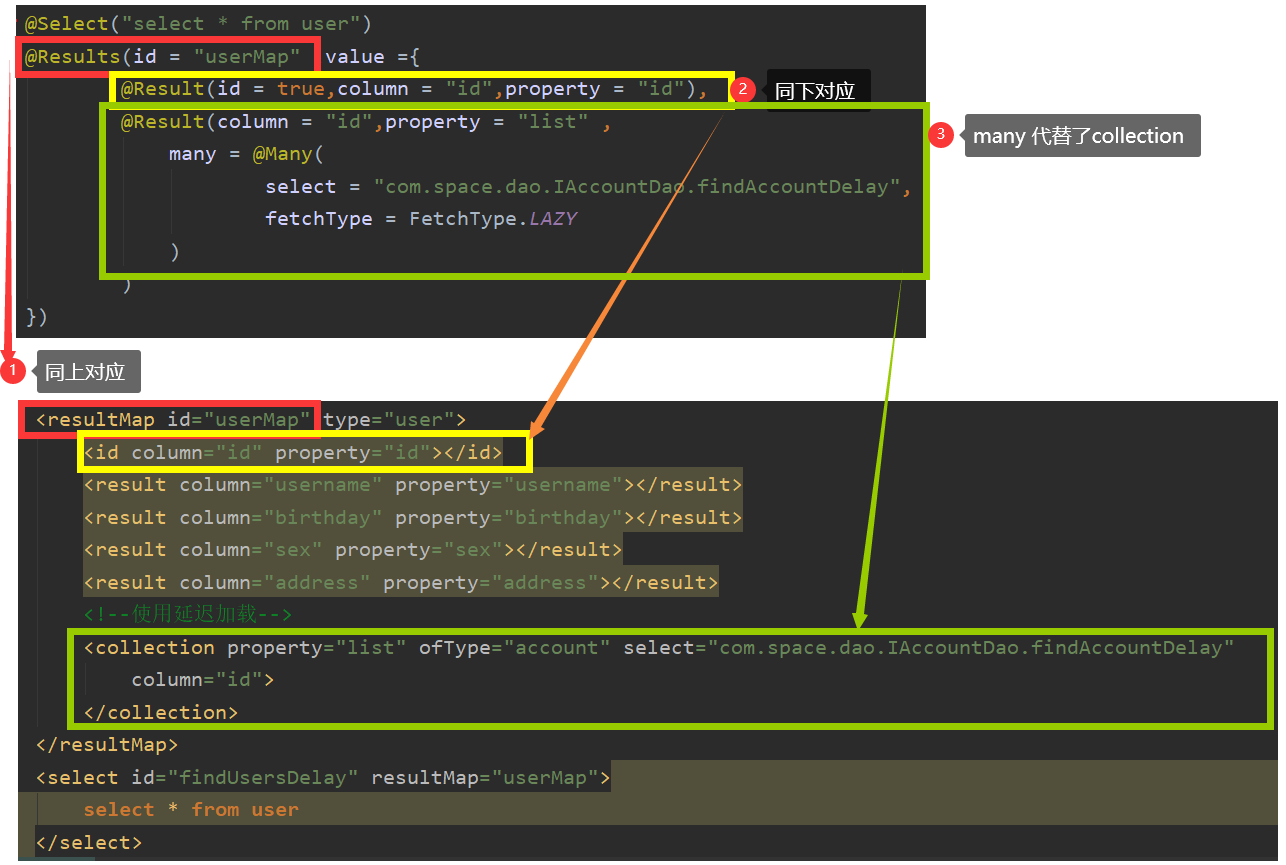 @Select("select * from user")
@Results(id = "userMap" value ={
@Result(id = true,column = "id",property = "id"),
2 同下对应
@Result(column = "id",property = "list" ,
3 many 代替了collection
many = @Many(
select = "com.space.dao.IAccountDao.findAccountDelay",
fetchType = FetchType.LAZY
)
)
})
1 同上对应
<resultMap id="userMap" type="user">
<id column="id" property="id"></id>
<result column="username" property="username"></result>
<result column="birthday" property="birthday"></result>
<result column="sex" property="sex"></result>
<result column="address" property="address"></result>
<!--使用延迟加载-->
<collection property="list" ofType="account" select="com.space.dao.IAccountDao.findAccountDelay"
column="id">
</collection>
</resultMap>
<select id="findUsersDelay" resultMap="userMap">
select * from user
</select>